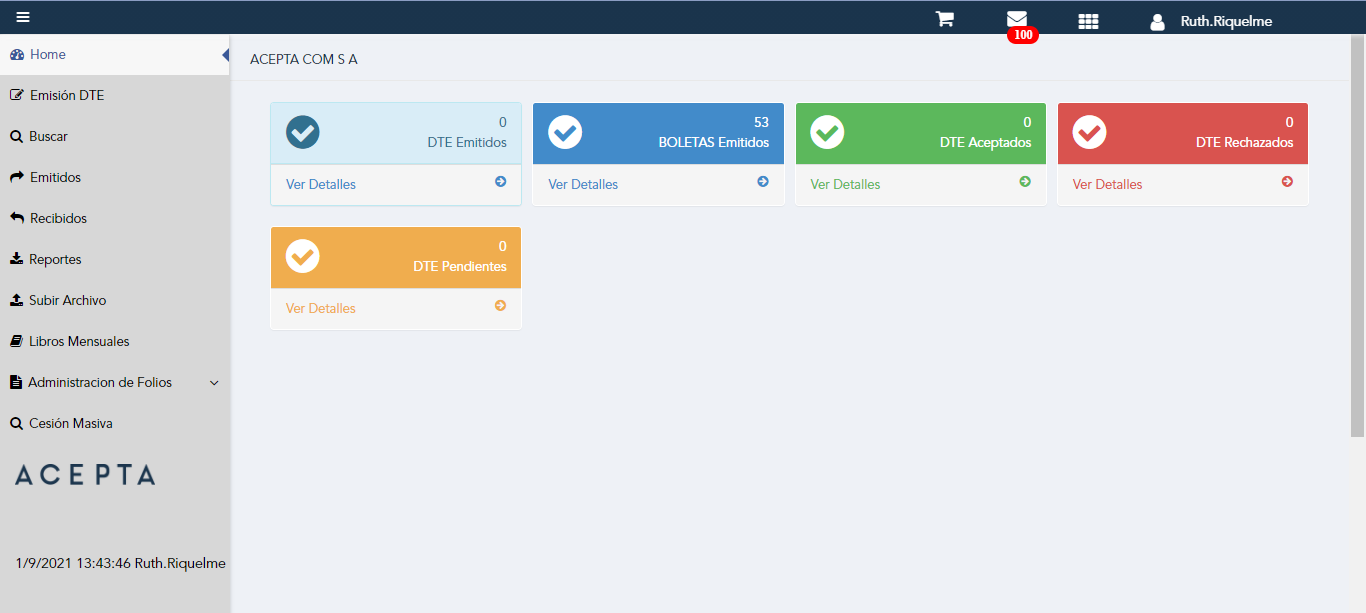 100
Ruth.Riquelme
Home
Emisión DTE
Buscar
Emitidos
Recibidos
Reportes
Subir Archivo
Libros Mensuales
Administracion de Folios
Cesión Masiva
ACEPTA
1/9/2021 13:43:46 Ruth.Riquelme
ACEPTA COM S A
0
DTE Emitidos
Ver Detalles
53
BOLETAS Emitidos
Ver Detalles
0
DTE Aceptados
Ver Detalles
0
DTE Rechazados
Ver Detalles
0
DTE Pendientes
Ver Detalles